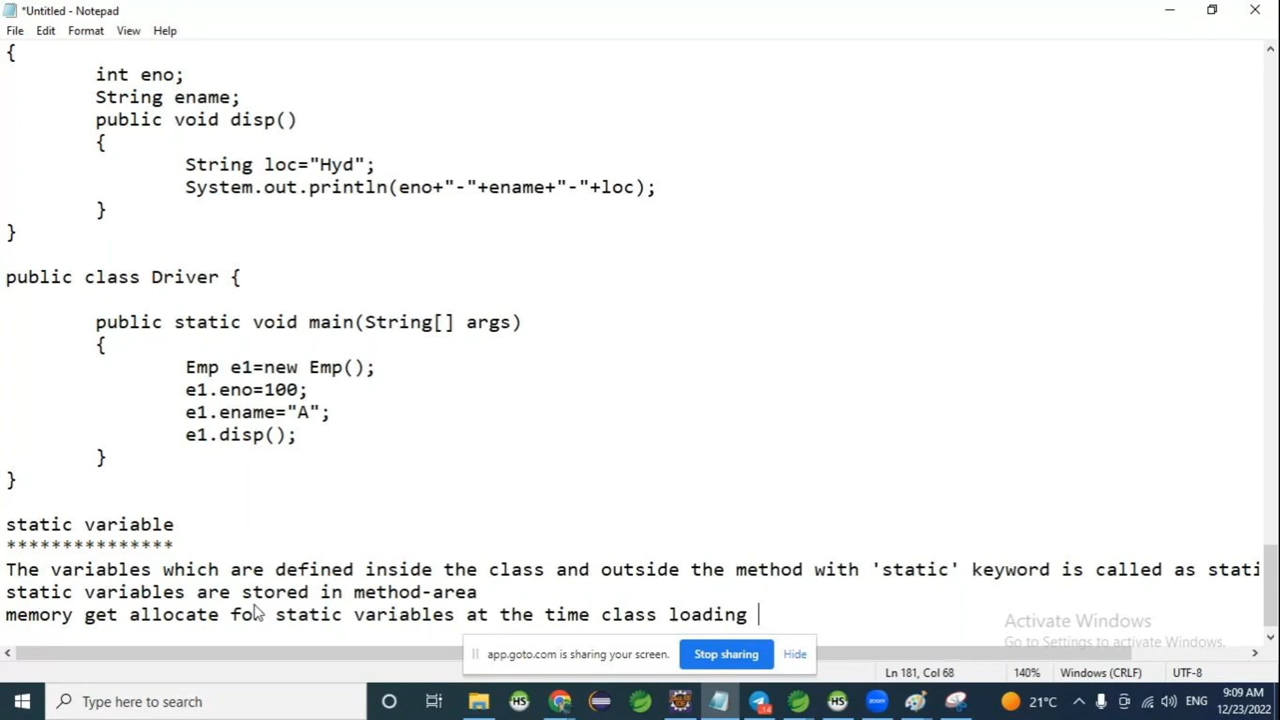 *Untitled - Notepad
File Edit Format View Help
{
int eno;
String ename;
public void disp()
{
String loc="Hyd";
System.out.println(eno+"-"+ename+"-"+loc);
}
}
public class Driver {
public static void main(String[] args)
{
Emp e1=new Emp();
e1.eno=100;
e1.ename="A";
e1.disp();
}
}
static variable
***************
The variables which are defined inside the class and outside the method with 'static' keyword is called as stati
static variables are stored in method-area
memory get allocate for static variables at the time class loading
Activate Windows
Go to Settings to activate Windows.
app.goto.com is sharing your screen. Stop sharing Hide
Ln 181, Col 68 140% Windows (CRLF) UTF-8
Type here to search HS 14 HS zoom 21°C ENG 9:09 AM
12/23/2022